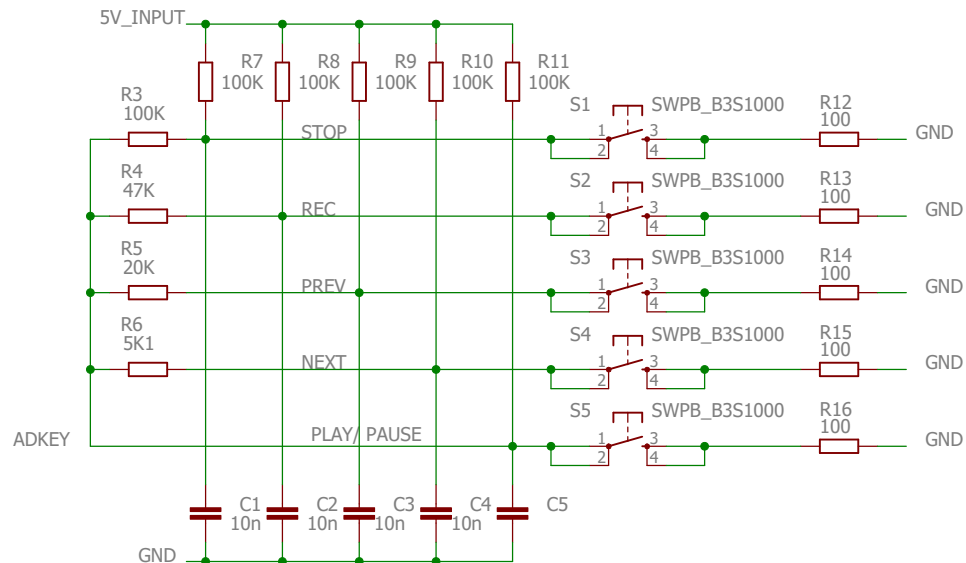 5V_INPUT
R7
100K
R8
100K
R9
100K
R10
100K
R11
100K
R3
100K
STOP
S1
SWPB_B3S1000
1
2
3
4
R12
100
GND
R4
47K
REC
S2
SWPB_B3S1000
1
2
3
4
R13
100
GND
R5
20K
PREV
S3
SWPB_B3S1000
1
2
3
4
R14
100
GND
R6
5K1
NEXT
S4
SWPB_B3S1000
1
2
3
4
R15
100
GND
ADKEY
PLAY/ PAUSE
S5
SWPB_B3S1000
1
2
3
4
R16
100
GND
C1
10n
C2
10n
C3
10n
C4
10n
C5
GND